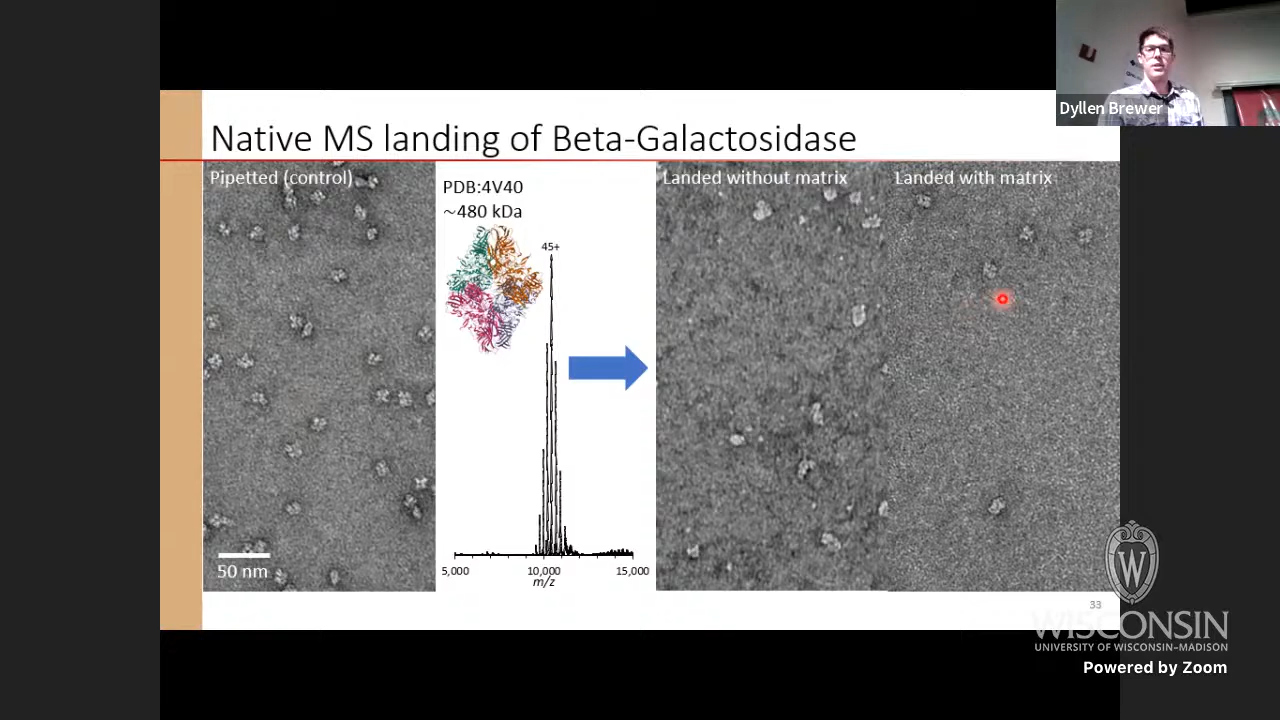 Dyllen Brewer
Native MS landing of Beta-Galactosidase
Pipetted (control)
PDB:4V40
~480 kDa
45+
5,000
10,000
15,000
m/z
Landed without matrix
Landed with matrix
50 nm
33
W
WISCONSIN
UNIVERSITY OF WISCONSIN–MADISON
Powered by Zoom